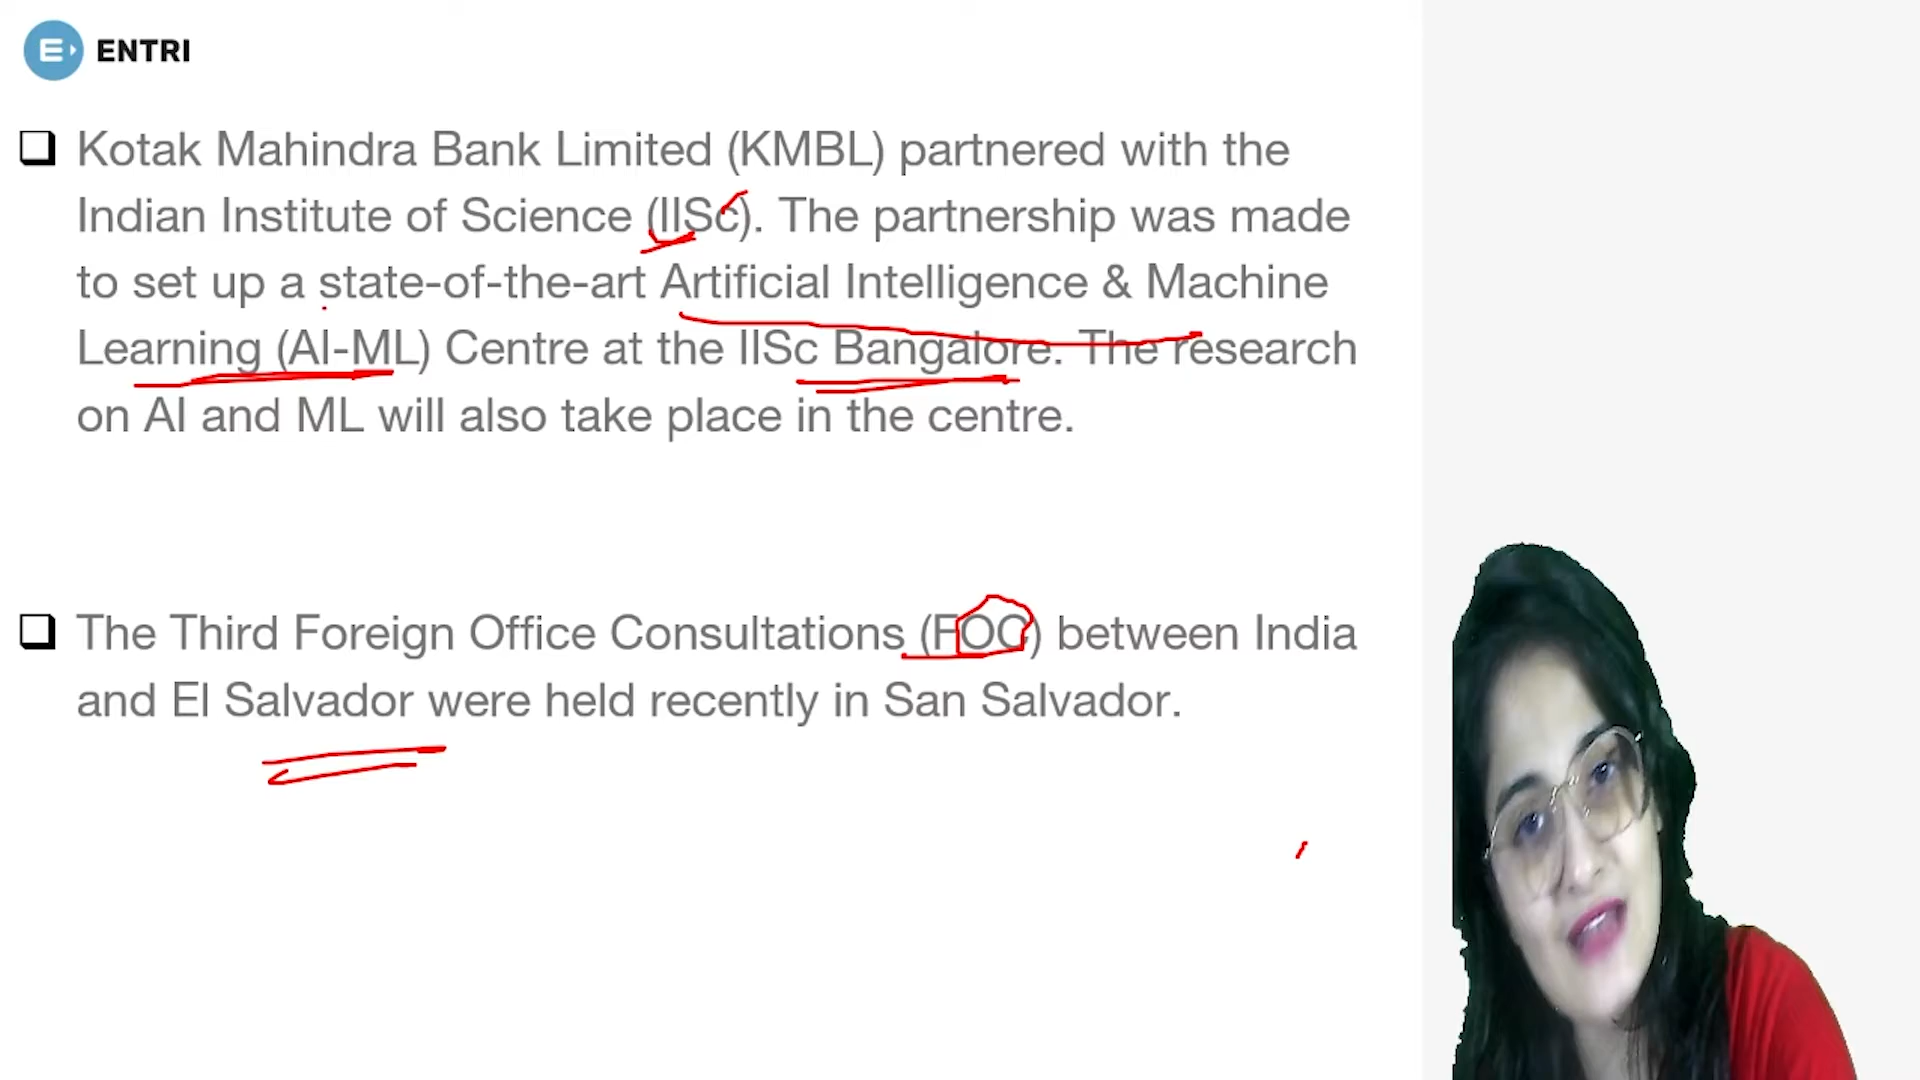 ENTRI
Kotak Mahindra Bank Limited (KMBL) partnered with the
Indian Institute of Science (IISc). The partnership was made
to set up a state-of-the-art Artificial Intelligence & Machine
Learning (AI-ML) Centre at the IISc Bangalore. The research
on AI and ML will also take place in the centre.
The Third Foreign Office Consultations (FOC) between India
and El Salvador were held recently in San Salvador.